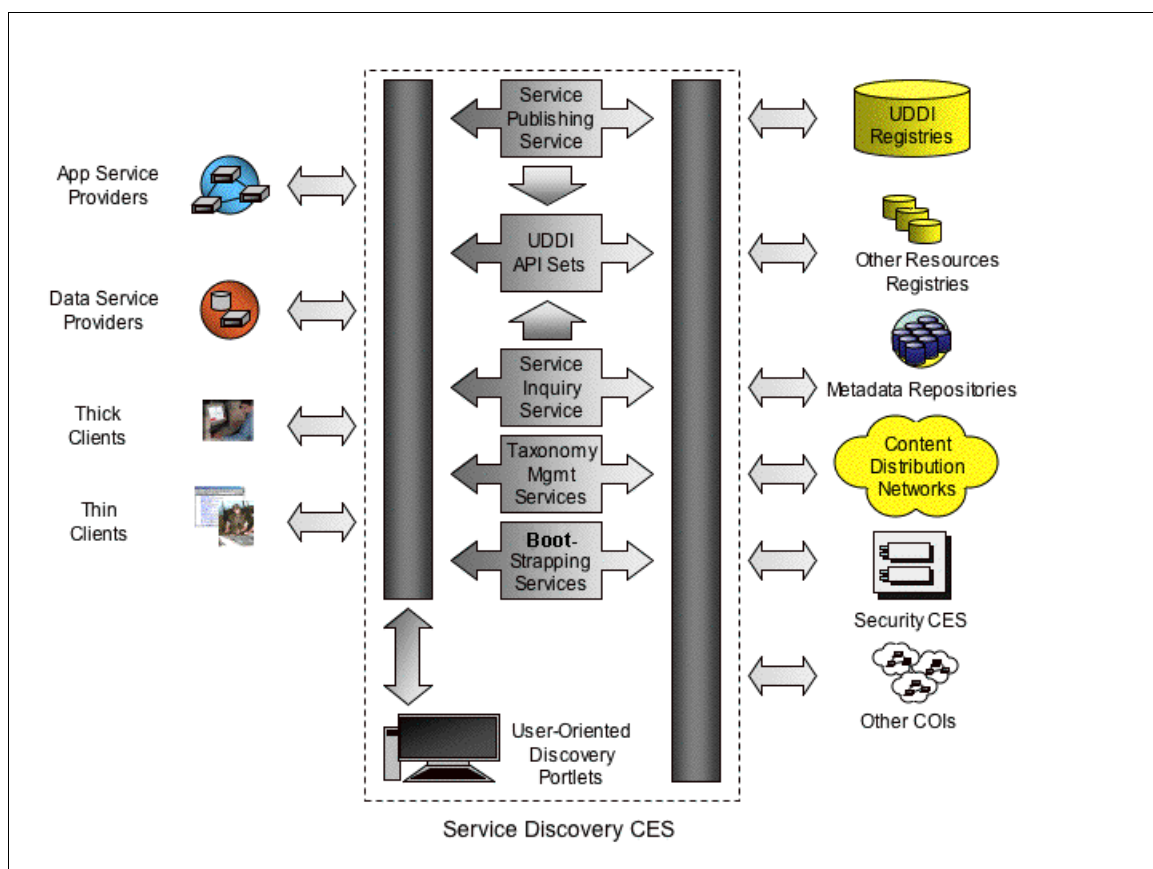 Service
Publishing
Service
UDDI
Registries
App Service
Providers
UDDI
API Sets
Other Resources
Registries
Data Service
Providers
Service
Inquiry
Service
Metadata Repositories
Thick
Clients
Taxonomy
Mgmt
Services
Content
Distribution
Networks
Thin
Clients
Boot-
Strapping
Services
Security CES
Other COIs
User-Oriented
Discovery
Portlets
Service Discovery CES